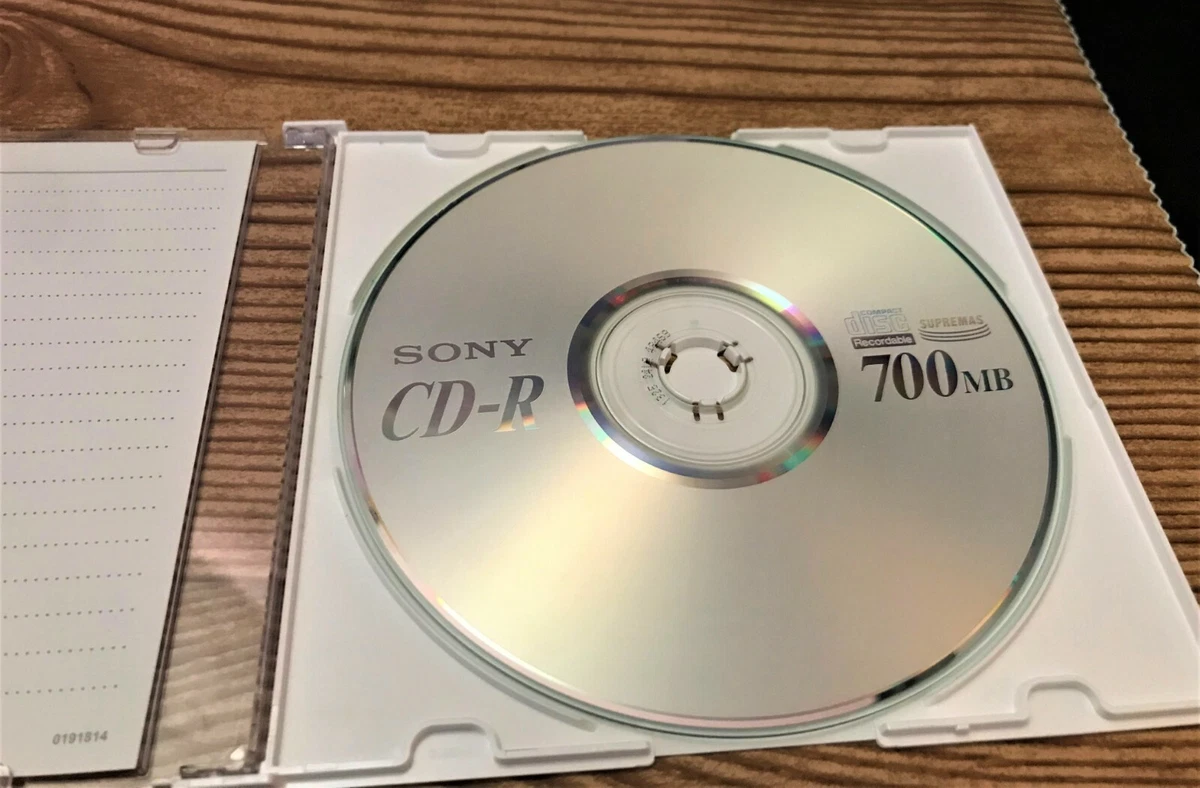 SONY
CD-R
COMPACT
disc
Recordable
SUPREMAS
700MB
0191814